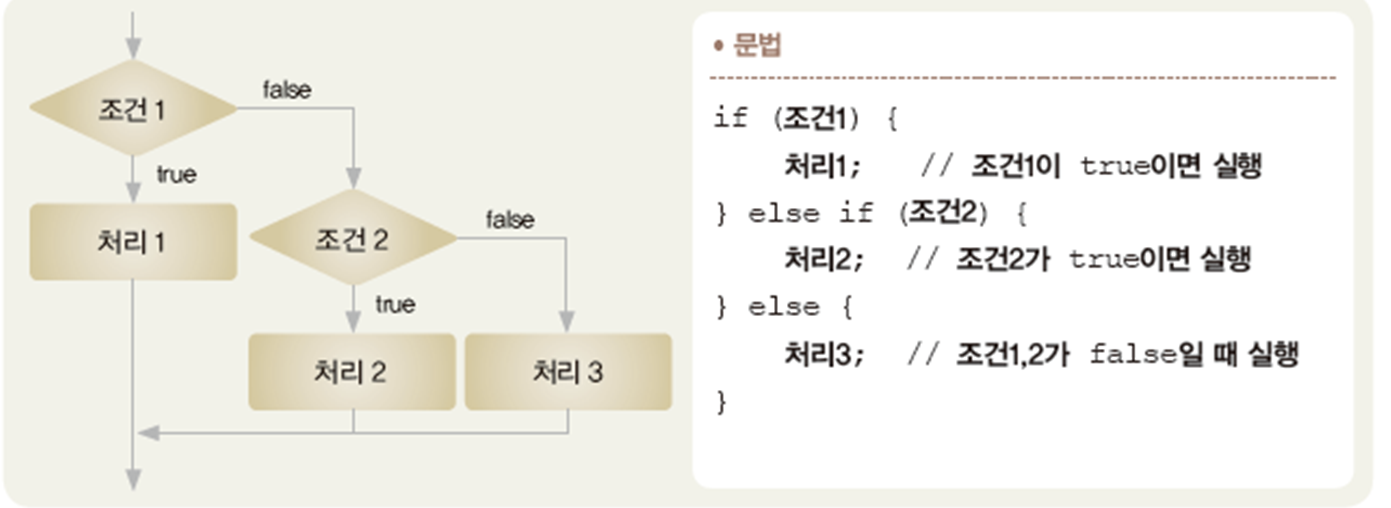 조건 1
false
true
처리 1
조건 2
false
true
처리 2
처리 3
• 문법
if (조건1) {
처리1; // 조건1이 true이면 실행
} else if (조건2) {
처리2; // 조건2가 true이면 실행
} else {
처리3; // 조건1,2가 false일 때 실행
}